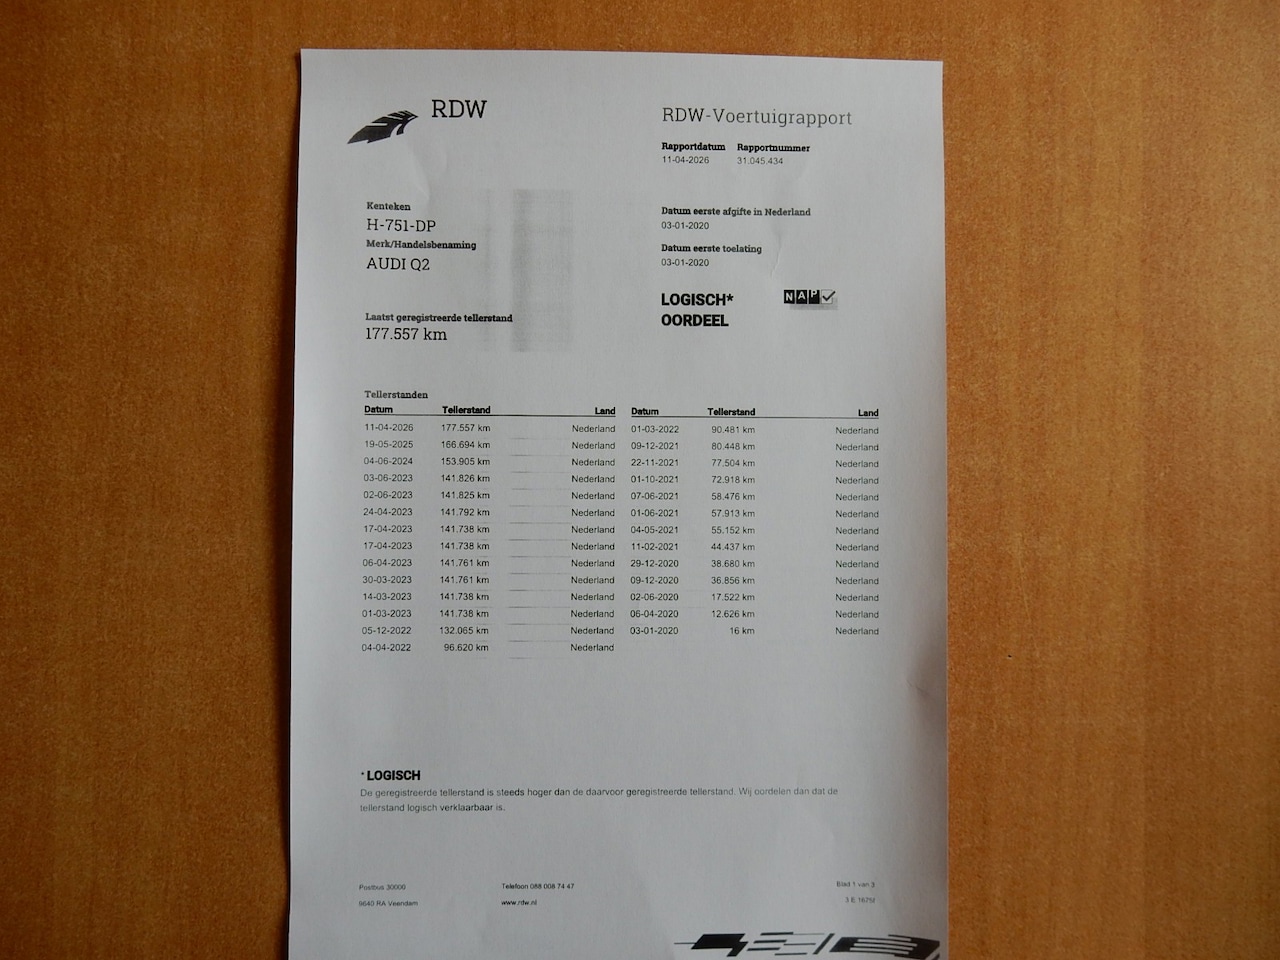 RDW
RDW-Voertuigrapport
Rapportdatum Rapportnummer
11-04-2026 31.045.434
Kenteken
H-751-DP
Merk/Handelsbenaming
AUDI Q2
Datum eerste afgifte in Nederland
03-01-2020
Datum eerste toelating
03-01-2020
LOGISCH*
OORDEEL
NAP
Laatst geregistreerde tellerstand
177.557 km
Tellerstanden
Datum Tellerstand Land
11-04-2026 177.557 km Nederland
19-05-2025 166.694 km Nederland
04-06-2024 153.905 km Nederland
03-06-2023 141.826 km Nederland
02-06-2023 141.825 km Nederland
24-04-2023 141.792 km Nederland
17-04-2023 141.738 km Nederland
17-04-2023 141.738 km Nederland
06-04-2023 141.761 km Nederland
30-03-2023 141.761 km Nederland
14-03-2023 141.738 km Nederland
01-03-2023 141.738 km Nederland
05-12-2022 132.065 km Nederland
04-04-2022 96.620 km Nederland
Datum Tellerstand Land
01-03-2022 90.481 km Nederland
09-12-2021 80.448 km Nederland
22-11-2021 77.504 km Nederland
01-10-2021 72.918 km Nederland
07-06-2021 58.476 km Nederland
01-06-2021 57.913 km Nederland
04-05-2021 55.152 km Nederland
11-02-2021 44.437 km Nederland
29-12-2020 38.680 km Nederland
09-12-2020 36.856 km Nederland
02-06-2020 17.522 km Nederland
06-04-2020 12.626 km Nederland
03-01-2020 16 km Nederland
* LOGISCH
De geregistreerde tellerstand is steeds hoger dan de daarvoor geregistreerde tellerstand. Wij oordelen dan dat de
tellerstand logisch verklaarbaar is.
Postbus 30000
9640 RA Veendam
Telefoon 088 008 74 47
www.rdw.nl
Blad 1 van 3
3 E 1675